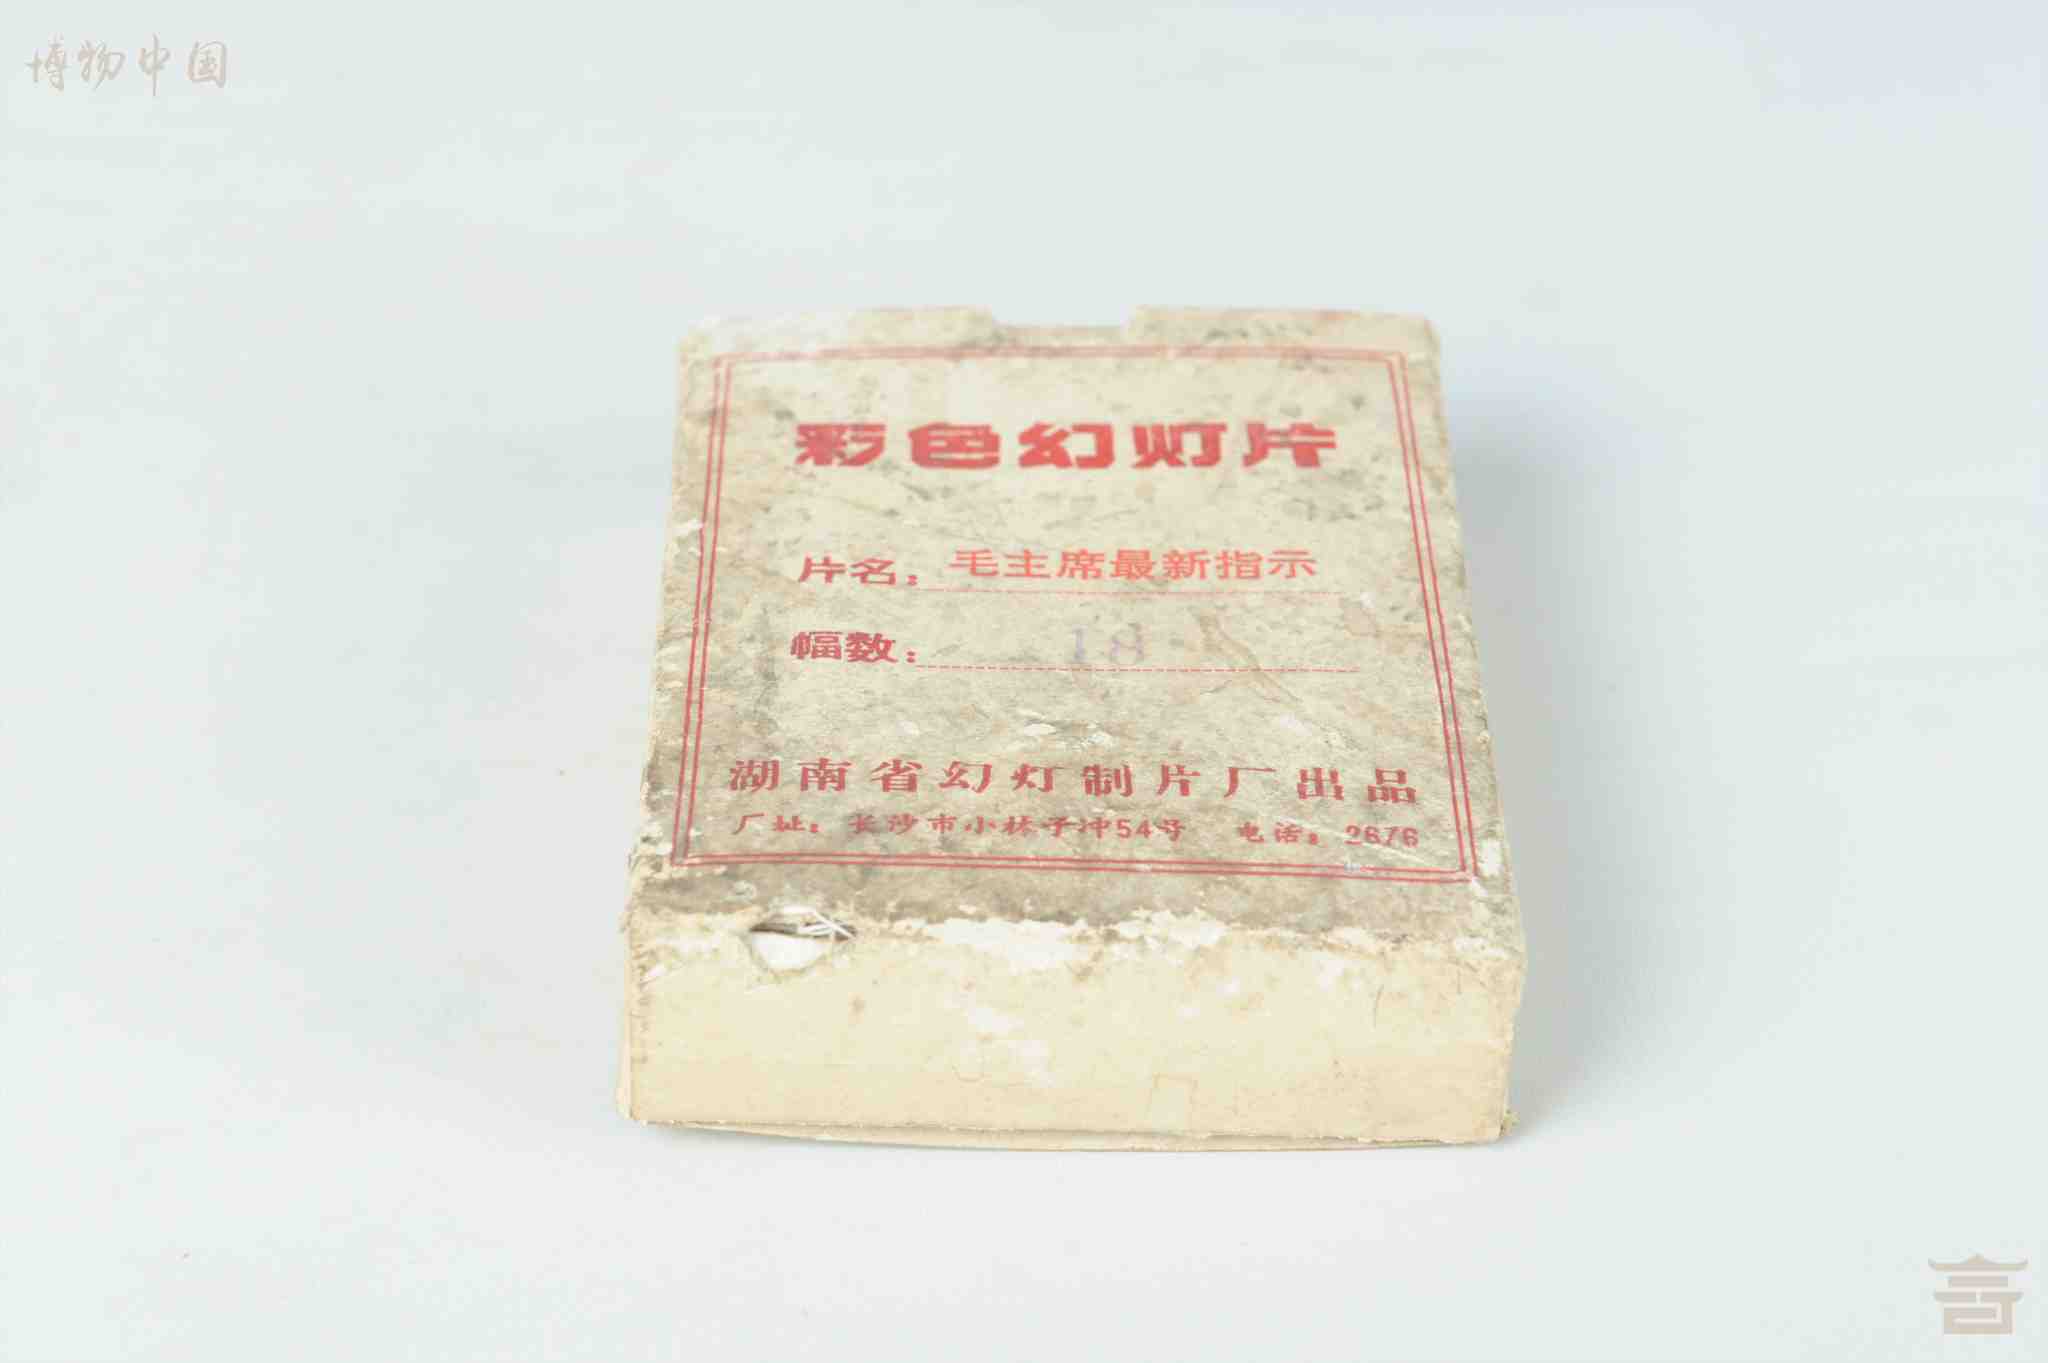 博物中国
彩色幻灯片
片名：毛主席最新指示
幅数：18
湖南省幻灯制片厂出品
厂址：长沙市小林子冲54号 电话：2676